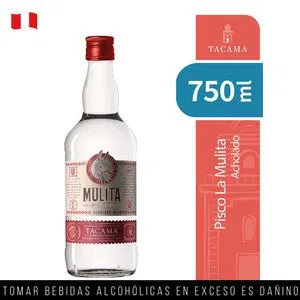 TACAMA
750 ml
Pisco La Mulita
Acholado
MULITA
TACAMA
TOMAR BEBIDAS ALCOHÓLICAS EN EXCESO ES DAÑINO